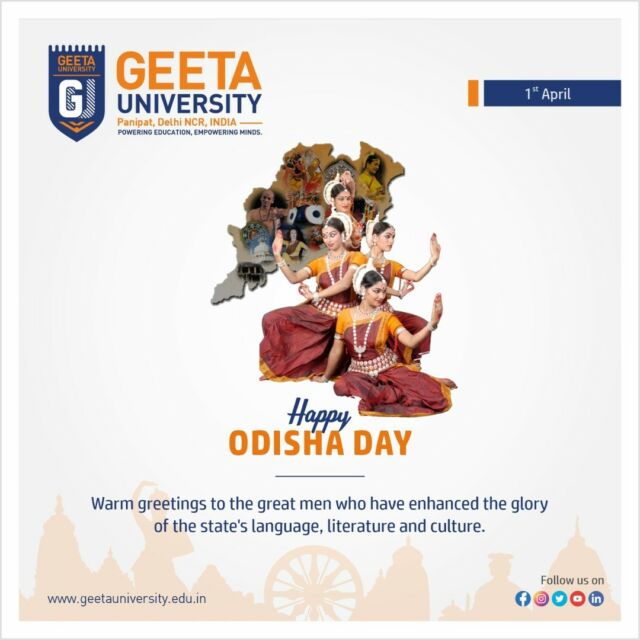 GEETA
UNIVERSITY
GU
GEETA
UNIVERSITY
Panipat, Delhi NCR, INDIA
POWERING EDUCATION, EMPOWERING MINDS.
1st April
Happy
ODISHA DAY
Warm greetings to the great men who have enhanced the glory
of the state's language, literature and culture.
Follow us on
www.geetauniversity.edu.in